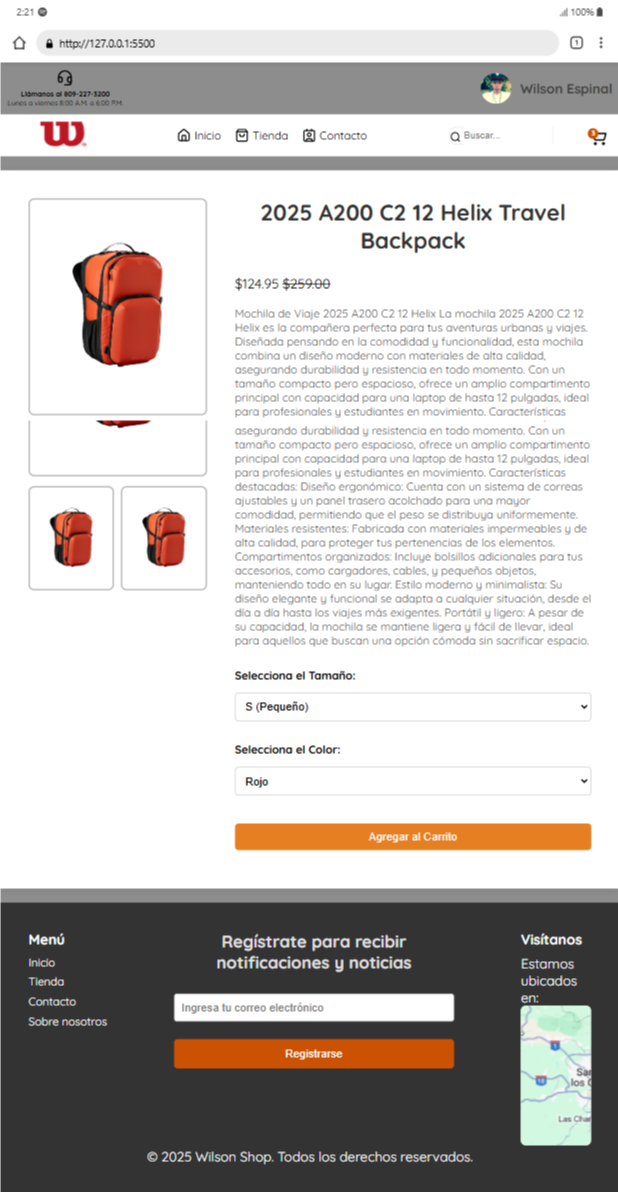 2:21
100%
http://127.0.0.1:5500
1
Llámanos al 809-227-3200
Lunes a viernes 8:00 A.M. a 6:00 P.M.
Wilson Espinal
W
Inicio
Tienda
Contacto
Buscar...
3
2025 A200 C2 12 Helix Travel
Backpack
$124.95 $259.00
Mochila de Viaje 2025 A200 C2 12 Helix La mochila 2025 A200 C2 12
Helix es la compañera perfecta para tus aventuras urbanas y viajes.
Diseñada pensando en la comodidad y funcionalidad, esta mochila
combina un diseño moderno con materiales de alta calidad,
asegurando durabilidad y resistencia en todo momento. Con un
tamaño compacto pero espacioso, ofrece un amplio compartimento
principal con capacidad para una laptop de hasta 12 pulgadas, ideal
para profesionales y estudiantes en movimiento. Características
asegurando durabilidad y resistencia en todo momento. Con un
tamaño compacto pero espacioso, ofrece un amplio compartimento
principal con capacidad para una laptop de hasta 12 pulgadas, ideal
para profesionales y estudiantes en movimiento. Características
destacadas: Diseño ergonómico: Cuenta con un sistema de correas
ajustables y un panel trasero acolchado para una mayor
comodidad, permitiendo que el peso se distribuya uniformemente.
Materiales resistentes: Fabricada con materiales impermeables y de
alta calidad, para proteger tus pertenencias de los elementos.
Compartimentos organizados: Incluye bolsillos adicionales para tus
accesorios, como cargadores, cables, y pequeños objetos,
manteniendo todo en su lugar. Estilo moderno y minimalista: Su
diseño elegante y funcional se adapta a cualquier situación, desde el
día a día hasta los viajes más exigentes. Portátil y ligero: A pesar de
su capacidad, la mochila se mantiene ligera y fácil de llevar, ideal
para aquellos que buscan una opción cómoda sin sacrificar espacio.
Selecciona el Tamaño:
S (Pequeño)
Selecciona el Color:
Rojo
Agregar al Carrito
Menú
Inicio
Tienda
Contacto
Sobre nosotros
Regístrate para recibir
notificaciones y noticias
Ingresa tu correo electrónico
Registrarse
Visítanos
Estamos
ubicados
en:
San
los C
Las Char
© 2025 Wilson Shop. Todos los derechos reservados.